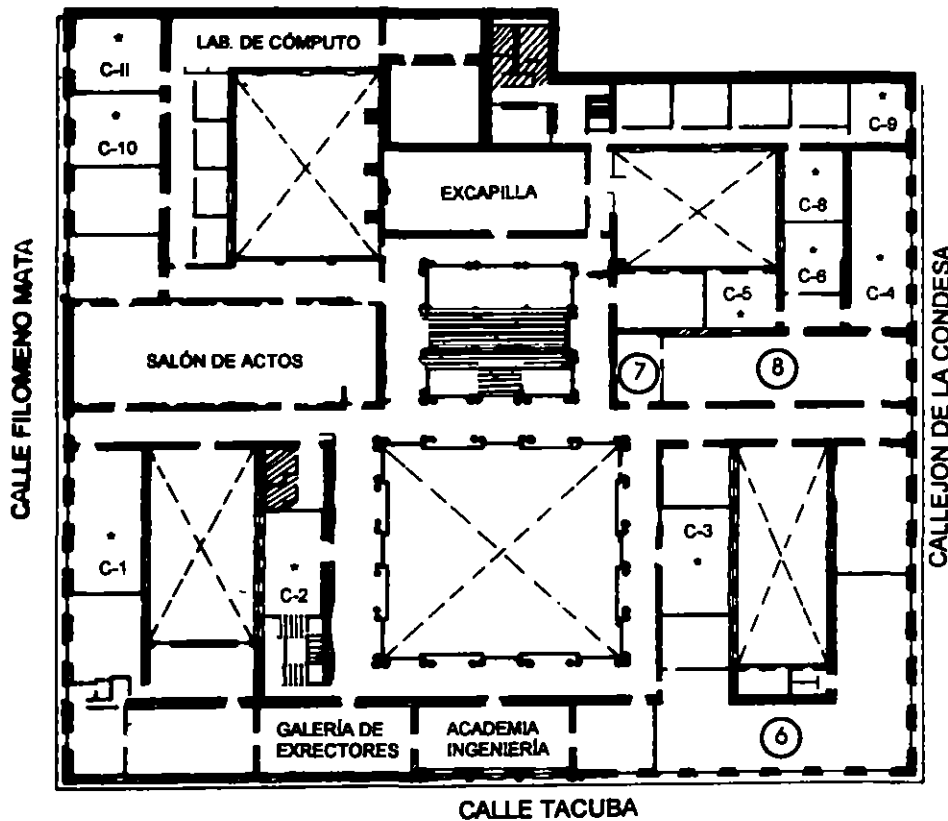 LAB. DE CÓMPUTO
C-11
C-10
C-9
EXCAPILLA
C-8
C-6
C-4
C-5
SALÓN DE ACTOS
7
8
CALLE FILOMENO MATA
CALLEJON DE LA CONDESA
C-1
C-2
C-3
GALERÍA DE
EXRECTORES
ACADEMIA
INGENIERÍA
6
CALLE TACUBA